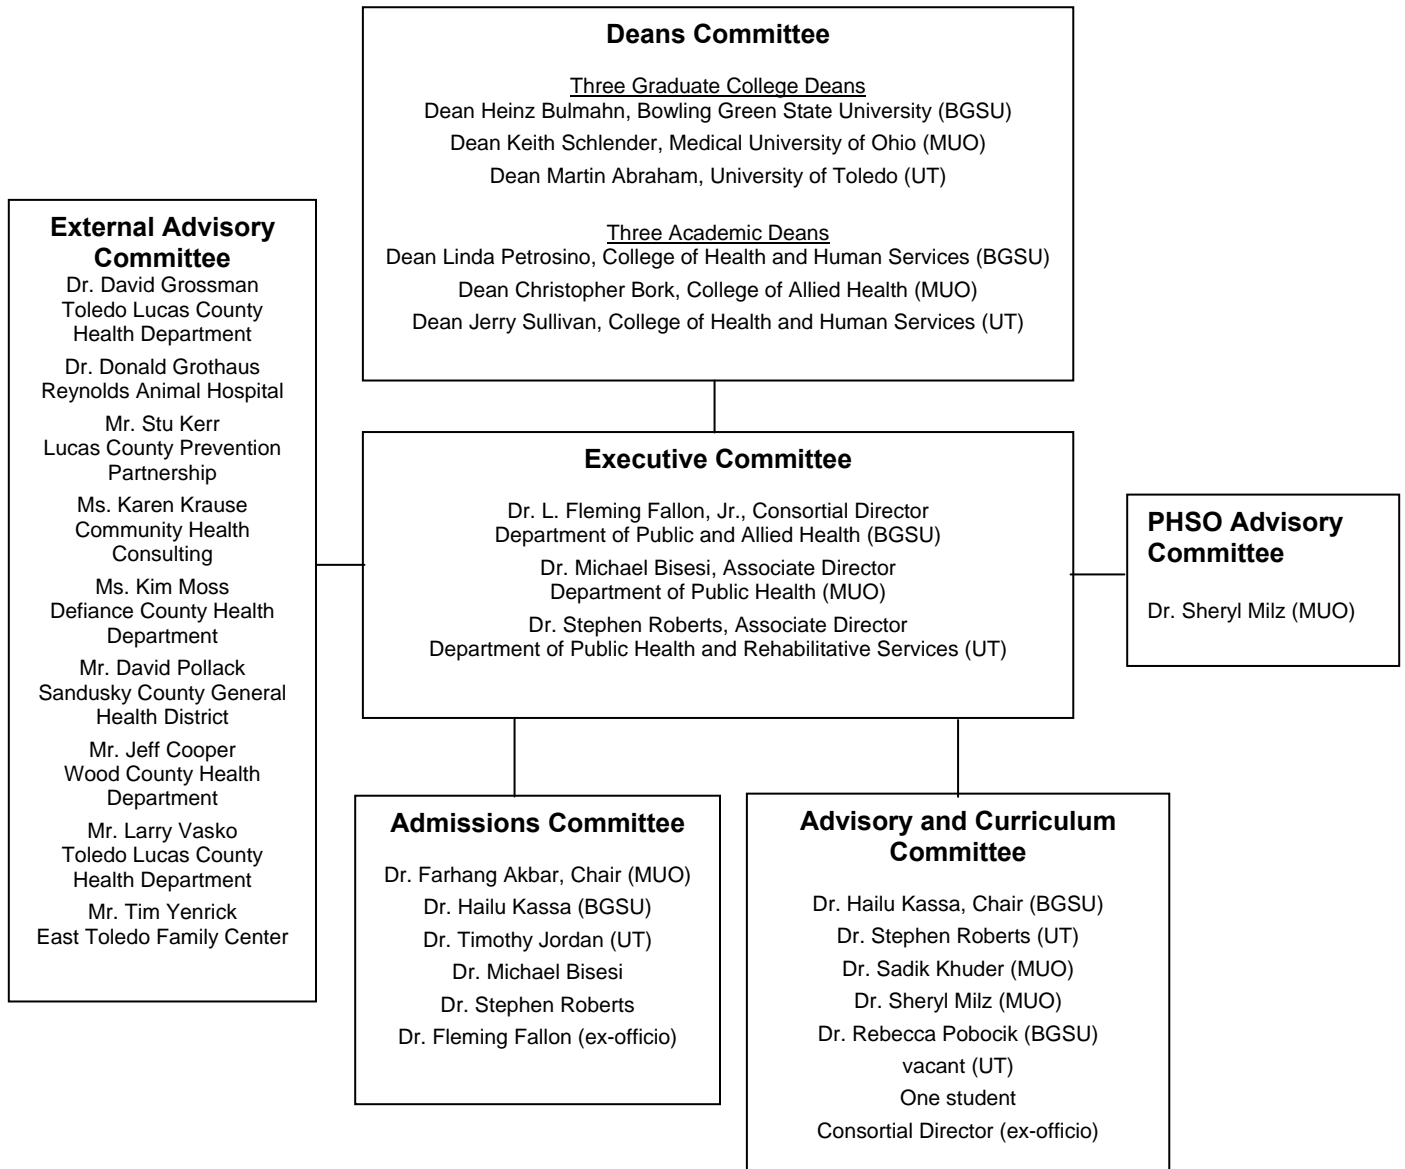 Deans Committee
Three Graduate College Deans
Dean Heinz Bulmahn, Bowling Green State University (BGSU)
Dean Keith Schlender, Medical University of Ohio (MUO)
Dean Martin Abraham, University of Toledo (UT)
Three Academic Deans
Dean Linda Petrosino, College of Health and Human Services (BGSU)
Dean Christopher Bork, College of Allied Health (MUO)
Dean Jerry Sullivan, College of Health and Human Services (UT)
External Advisory
Committee
Dr. David Grossman
Toledo Lucas County
Health Department
Dr. Donald Grothaus
Reynolds Animal Hospital
Mr. Stu Kerr
Lucas County Prevention
Partnership
Ms. Karen Krause
Community Health
Consulting
Ms. Kim Moss
Defiance County Health
Department
Mr. David Pollack
Sandusky County General
Health District
Mr. Jeff Cooper
Wood County Health
Department
Mr. Larry Vasko
Toledo Lucas County
Health Department
Mr. Tim Yenrick
East Toledo Family Center
Executive Committee
Dr. L. Fleming Fallon, Jr., Consortial Director
Department of Public and Allied Health (BGSU)
Dr. Michael Bisesi, Associate Director
Department of Public Health (MUO)
Dr. Stephen Roberts, Associate Director
Department of Public Health and Rehabilitative Services (UT)
PHSO Advisory
Committee
Dr. Sheryl Milz (MUO)
Admissions Committee
Dr. Farhang Akbar, Chair (MUO)
Dr. Hailu Kassa (BGSU)
Dr. Timothy Jordan (UT)
Dr. Michael Bisesi
Dr. Stephen Roberts
Dr. Fleming Fallon (ex-officio)
Advisory and Curriculum
Committee
Dr. Hailu Kassa, Chair (BGSU)
Dr. Stephen Roberts (UT)
Dr. Sadik Khuder (MUO)
Dr. Sheryl Milz (MUO)
Dr. Rebecca Pobocik (BGSU)
vacant (UT)
One student
Consortial Director (ex-officio)